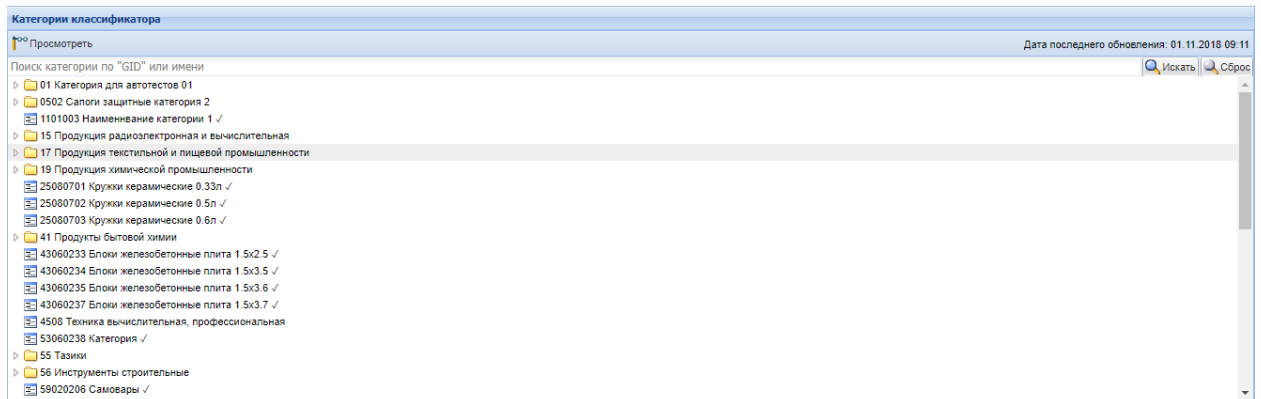 Категории классификатора
Просмотреть Дата последнего обновления: 01.11.2018 09:11
Поиск категории по "GID" или имени Искать Сброс
01 Категория для автотестов 01
0502 Сапоги защитные категория 2
1101003 Наименнвание категории 1 ✓
15 Продукция радиоэлектронная и вычислительная
17 Продукция текстильной и пищевой промышленности
19 Продукция химической промышленности
25080701 Кружки керамические 0.33л ✓
25080702 Кружки керамические 0.5л ✓
25080703 Кружки керамические 0.6л ✓
41 Продукты бытовой химии
43060233 Блоки железобетонные плита 1.5x2.5 ✓
43060234 Блоки железобетонные плита 1.5x3.5 ✓
43060235 Блоки железобетонные плита 1.5x3.6 ✓
43060237 Блоки железобетонные плита 1.5x3.7 ✓
4508 Техника вычислительная, профессиональная
53060238 Категория ✓
55 Тазики
56 Инструменты строительные
59020206 Самовары ✓